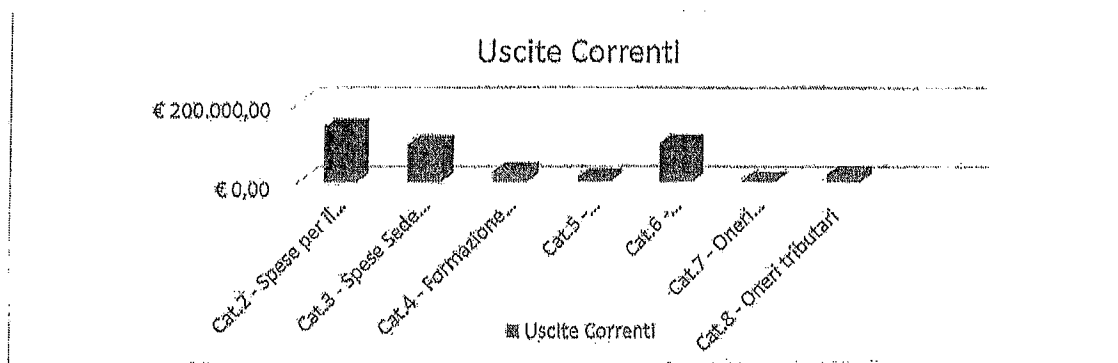 Uscite Correnti
€ 200.000,00
€ 0,00
Cat.2 - Spese per il...
Cat.3 - Spese Sede...
Cat.4 - Formazione...
Cat.5 -...
Cat.6 -...
Cat.7 - Oneri...
Cat.8 - Oneri tributari
Uscite Correnti